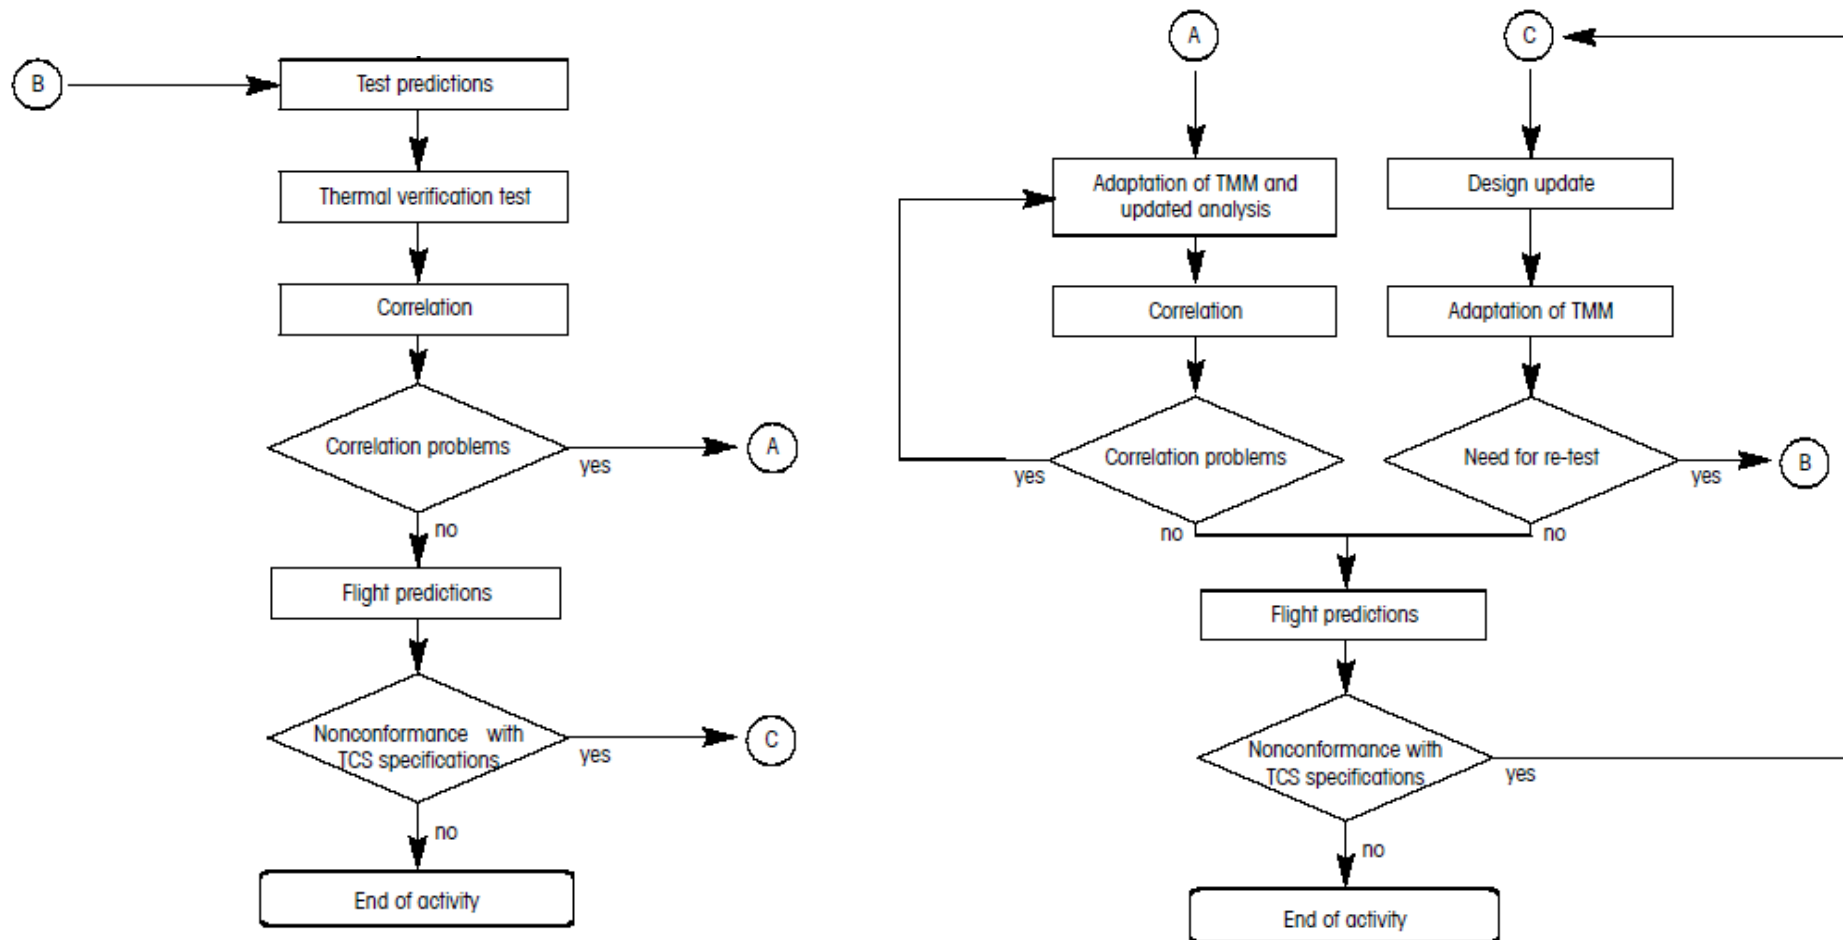 B
Test predictions
Thermal verification test
Correlation
Correlation problems
yes
A
no
Flight predictions
Nonconformance with
TCS specifications
yes
C
no
End of activity
A
Adaptation of TMM and
updated analysis
Correlation
Correlation problems
yes
no
C
Design update
Adaptation of TMM
Need for re-test
yes
B
no
Flight predictions
Nonconformance with
TCS specifications
yes
no
End of activity